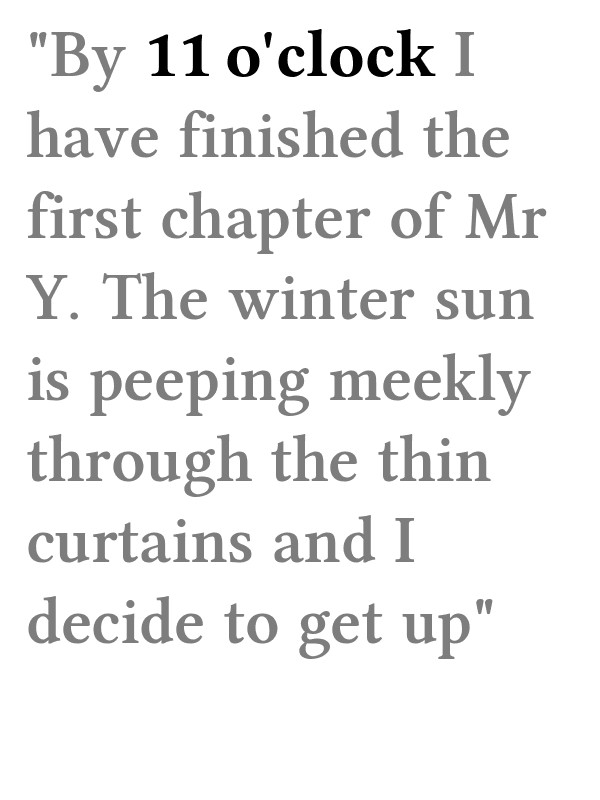 "By 11 o'clock I
have finished the
first chapter of Mr
Y. The winter sun
is peeping meekly
through the thin
curtains and I
decide to get up"